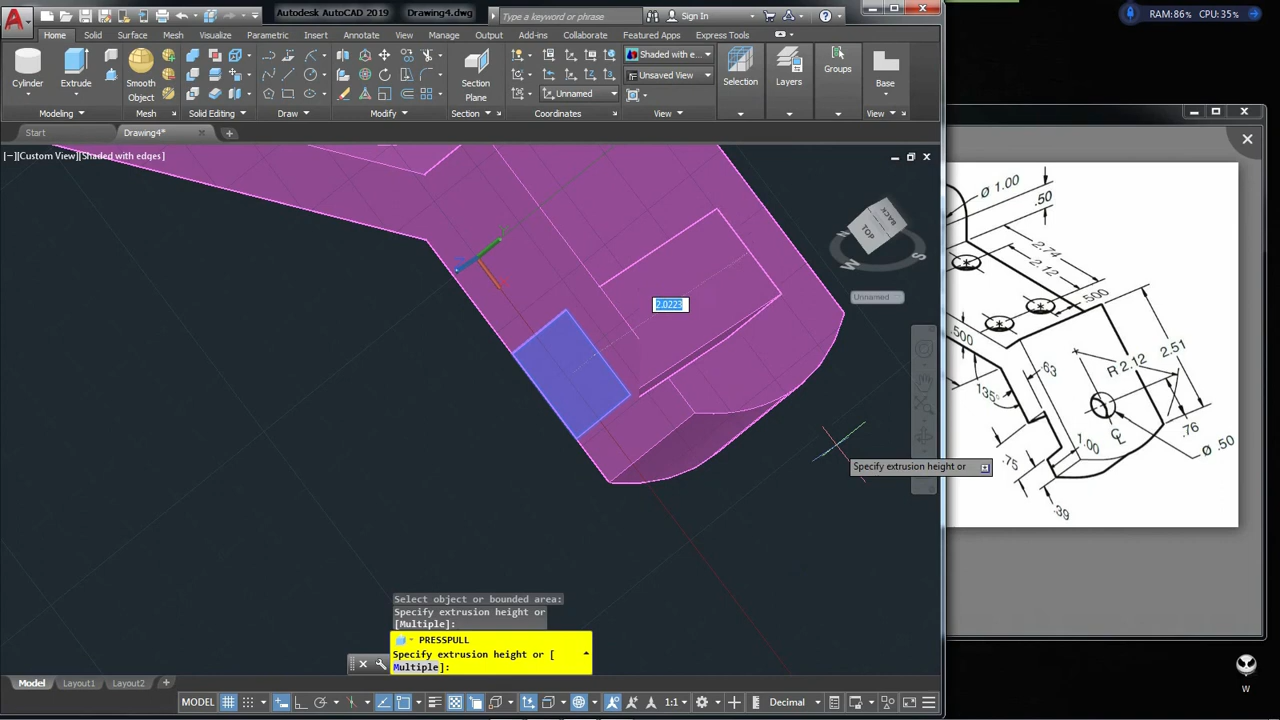 Autodesk AutoCAD 2019 Drawing4.dwg
Type a keyword or phrase
Sign In
RAM:86% CPU:35%
Home Solid Surface Mesh Visualize Parametric Insert Annotate View Manage Output Add-ins Collaborate Featured Apps Express Tools
Cylinder
Extrude
Smooth
Object
Section
Plane
Shaded with e...
Unsaved View
Unnamed
Selection
Layers
Groups
Base
Modeling
Mesh
Solid Editing
Draw
Modify
Section
Coordinates
View
View
Start
Drawing4*
[−][Custom View][Shaded with edges]
TOP
BACK
W
S
Unnamed
2.0223
Specify extrusion height or
Ø 1.00
.50
2.74
2.12
.500
.500
.63
R 2.12
2.51
135°
1.00
.76
Ø .50
.75
.39
Select object or bounded area:
Specify extrusion height or
[Multiple]:
PRESSPULL
Specify extrusion height or [
Multiple]:
W
Model Layout1 Layout2
MODEL
1:1
Decimal